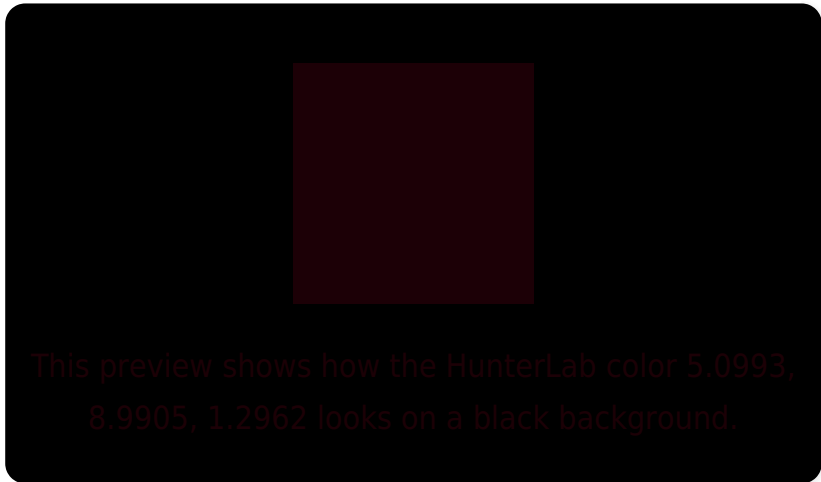 This preview shows how the HunterLab color 5.0993,
8.9905, 1.2962 looks on a black background.